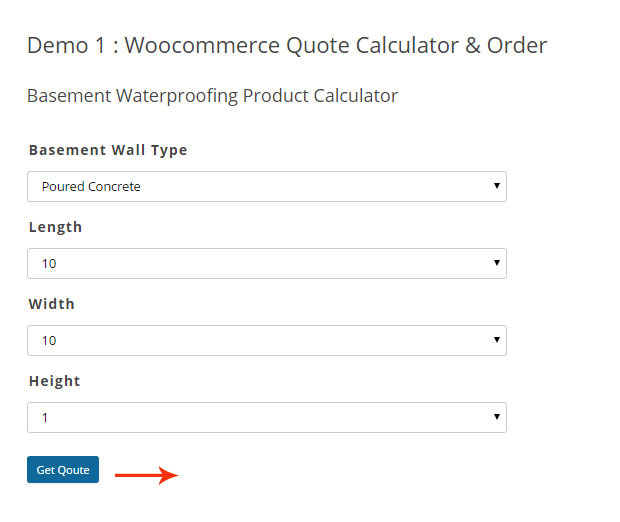 Demo 1 : Woocommerce Quote Calculator & Order
Basement Waterproofing Product Calculator
Basement Wall Type
Poured Concrete
Length
10
Width
10
Height
1
Get Qoute